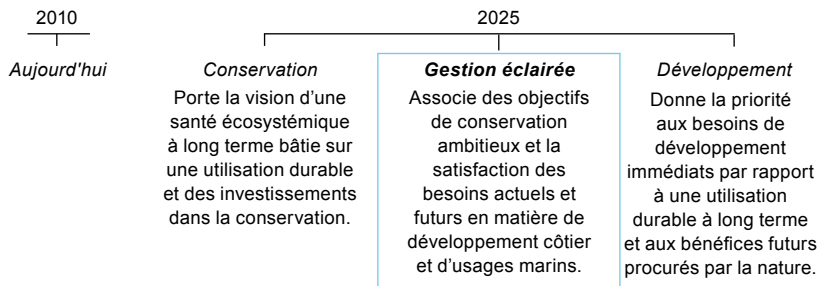 2010
2025
Aujourd'hui
Conservation
Porte la vision d'une
santé écosystémique
à long terme bâtie sur
une utilisation durable
et des investissements
dans la conservation.
Gestion éclairée
Associe des objectifs
de conservation
ambitieux et la
satisfaction des
besoins actuels et
futurs en matière de
développement côtier
et d'usages marins.
Développement
Donne la priorité
aux besoins de
développement
immédiats par rapport
à une utilisation
durable à long terme
et aux bénéfices futurs
procurés par la nature.